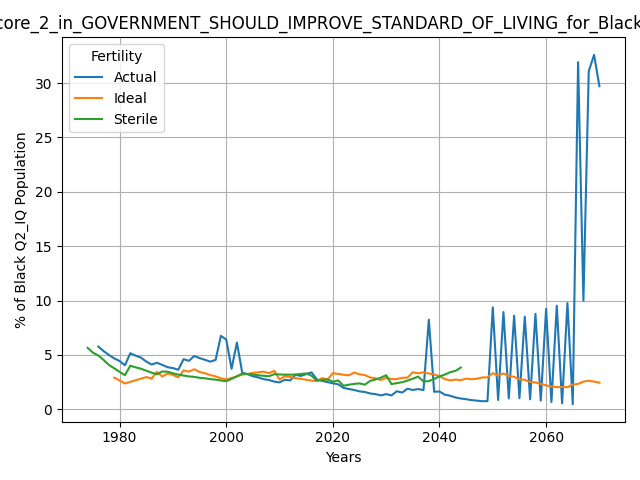 core_2_in_GOVERNMENT_SHOULD_IMPROVE_STANDARD_OF_LIVING_for_Black
Fertility
Actual
Ideal
Sterile
% of Black Q2_IQ Population
30
25
20
15
10
5
0
1980 2000 2020 2040 2060
Years